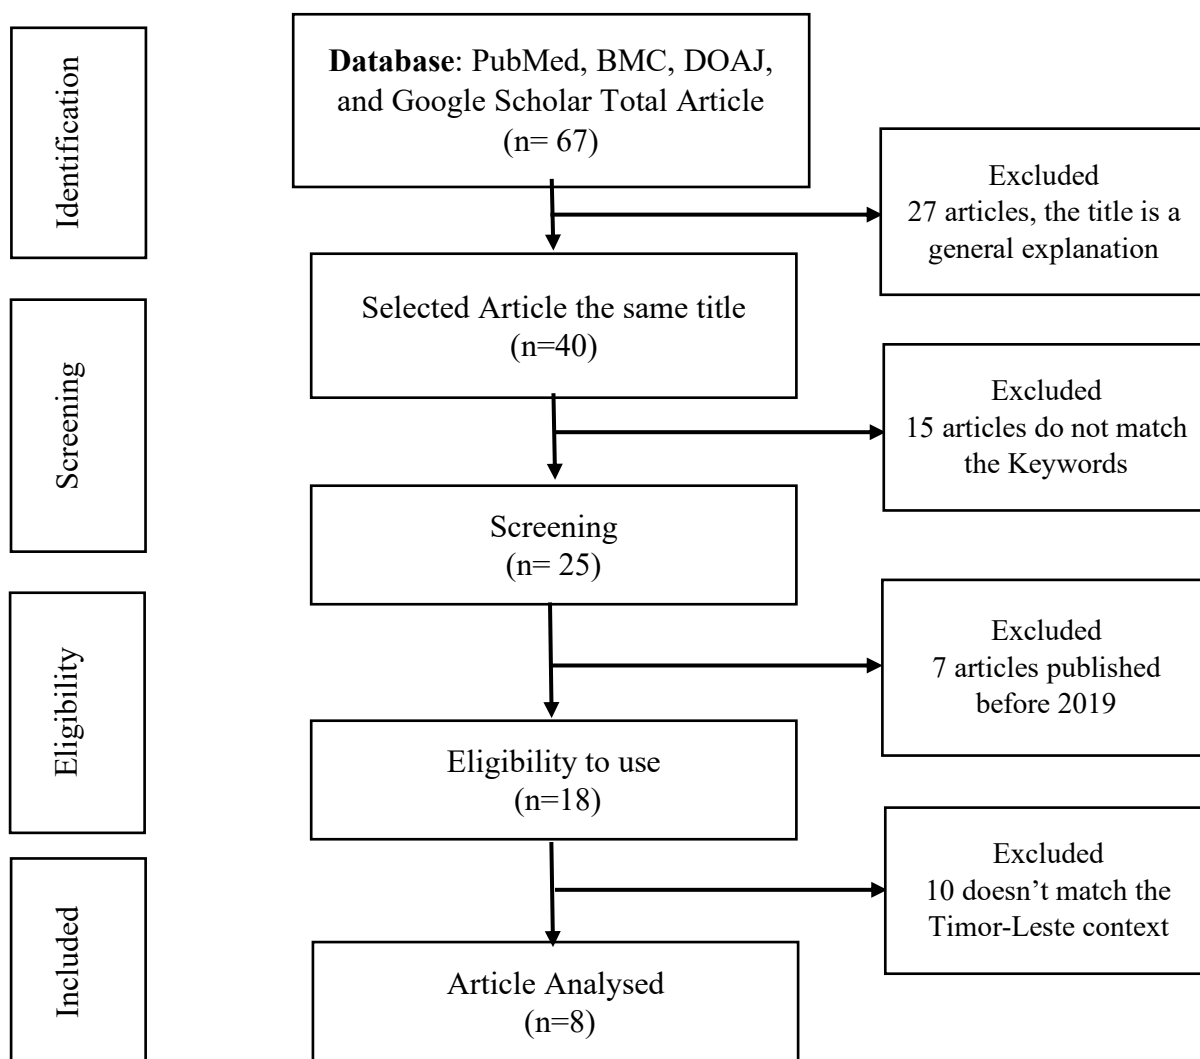 Identification
Database: PubMed, BMC, DOAJ,
and Google Scholar Total Article
(n= 67)
Excluded
27 articles, the title is a
general explanation
Screening
Selected Article the same title
(n=40)
Excluded
15 articles do not match
the Keywords
Screening
(n= 25)
Eligibility
Excluded
7 articles published
before 2019
Eligibility to use
(n=18)
Included
Excluded
10 doesn’t match the
Timor-Leste context
Article Analysed
(n=8)